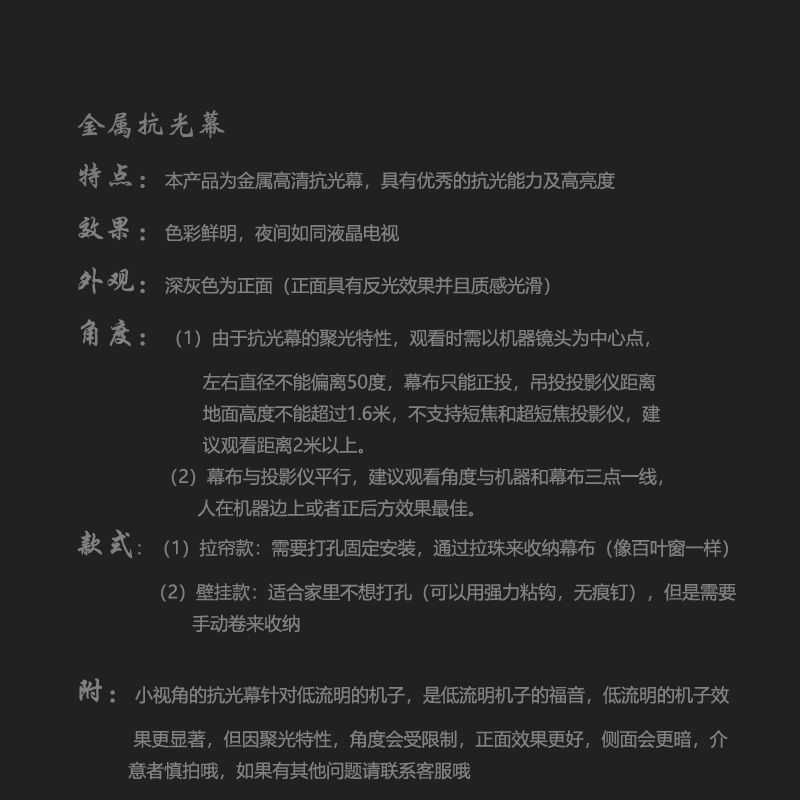 金属抗光幕
特点：本产品为金属高清抗光幕，具有优秀的抗光能力及高亮度
效果：色彩鲜明，夜间如同液晶电视
外观：深灰色为正面（正面具有反光效果并且质感光滑）
角度：（1）由于抗光幕的聚光特性，观看时需以机器镜头为中心点，
左右直径不能偏离50度，幕布只能正投，吊投投影仪距离
地面高度不能超过1.6米，不支持短焦和超短焦投影仪，建
议观看距离2米以上。
（2）幕布与投影仪平行，建议观看角度与机器和幕布三点一线，
人在机器边上或者正后方效果最佳。
款式：（1）拉帘款：需要打孔固定安装，通过拉珠来收纳幕布（像百叶窗一样）
（2）壁挂款：适合家里不想打孔（可以用强力粘钩，无痕钉），但是需要
手动卷来收纳
附：小视角的抗光幕针对低流明的机子，是低流明机子的福音，低流明的机子效
果更显著，但因聚光特性，角度会受限制，正面效果更好，侧面会更暗，介
意者慎拍哦，如果有其他问题请联系客服哦